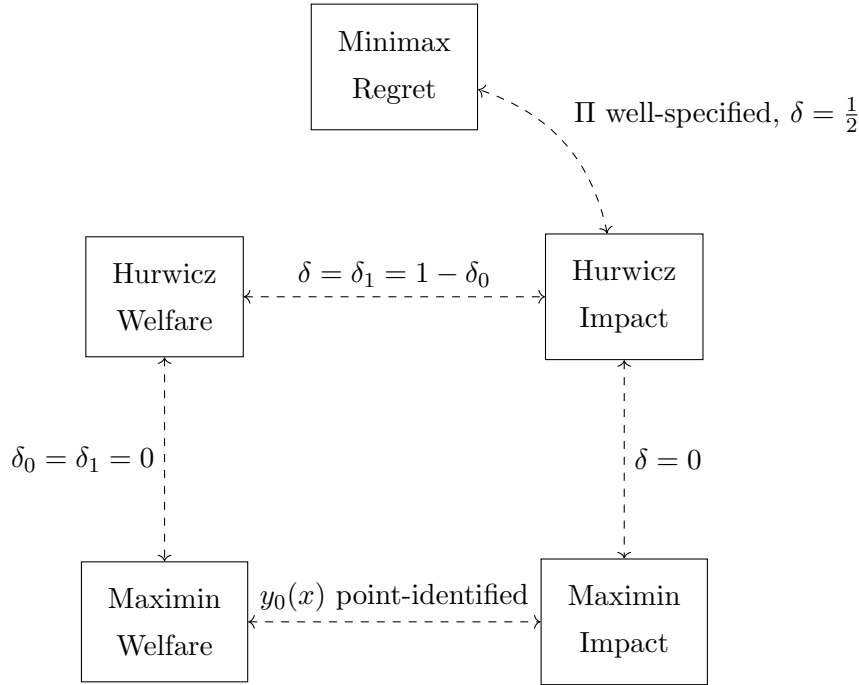 Minimax
Regret
Π well-specified, δ = 1/2
Hurwicz
Welfare
δ = δ₁ = 1 − δ₀
Hurwicz
Impact
δ₀ = δ₁ = 0
δ = 0
Maximin
Welfare
y₀(x) point-identified
Maximin
Impact